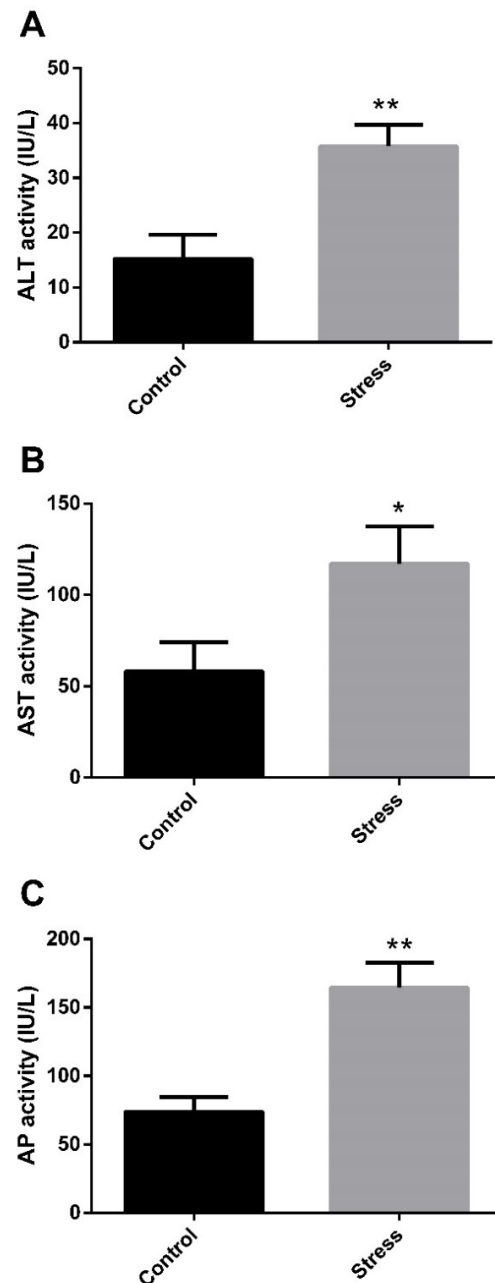 A
ALT activity (IU/L)
50
40
30
20
10
0
**
Control
Stress
B
AST activity (IU/L)
150
100
50
0
*
Control
Stress
C
AP activity (IU/L)
200
150
100
50
0
**
Control
Stress